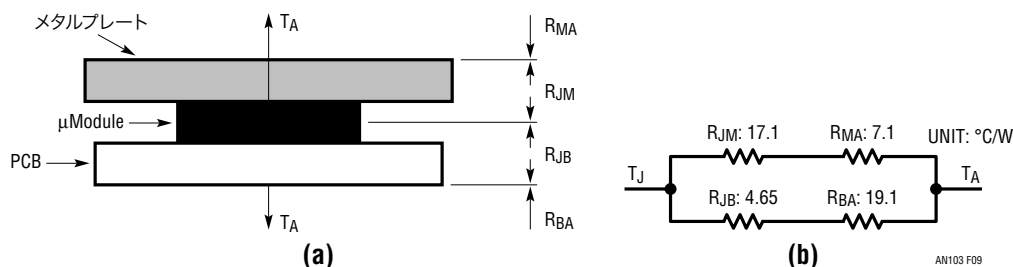 メタルプレート
TA
RMA
RJM
μModule
RJB
PCB
TA
RBA
(a)
RJM: 17.1
RMA: 7.1
UNIT: °C/W
TJ
TA
RJB: 4.65
RBA: 19.1
(b)
AN103 F09